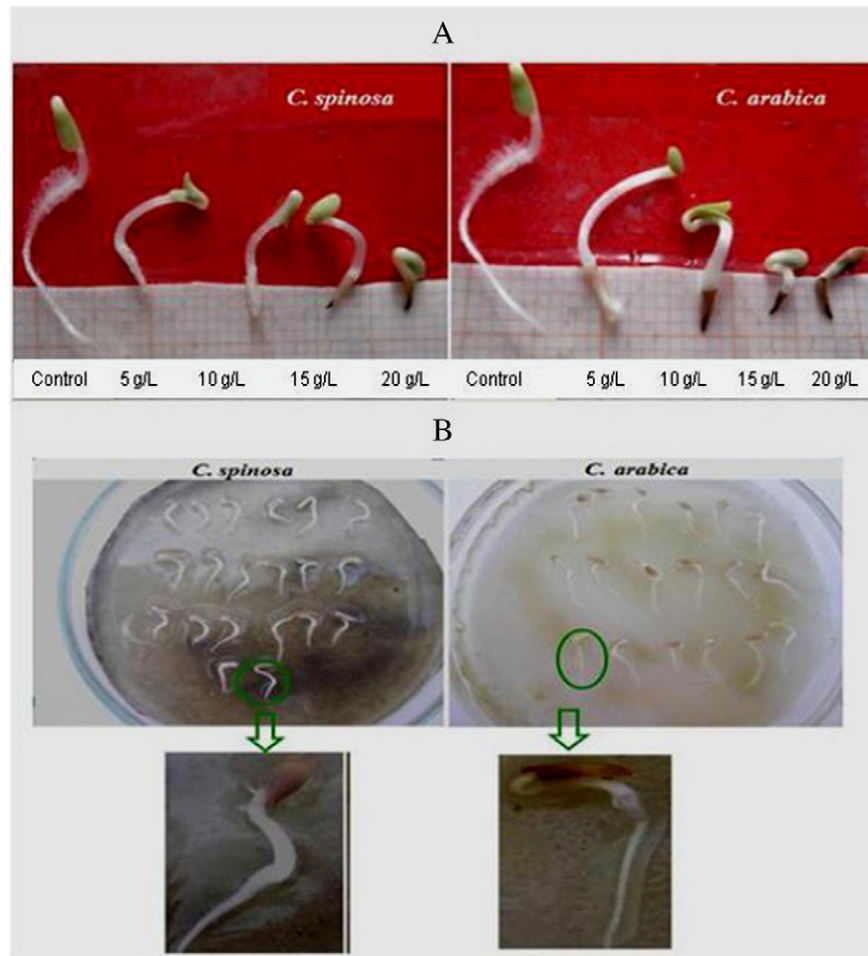 A
C. spinosa
C. arabica
Control 5 g/L 10 g/L 15 g/L 20 g/L
Control 5 g/L 10 g/L 15 g/L 20 g/L
B
C. spinosa
C. arabica